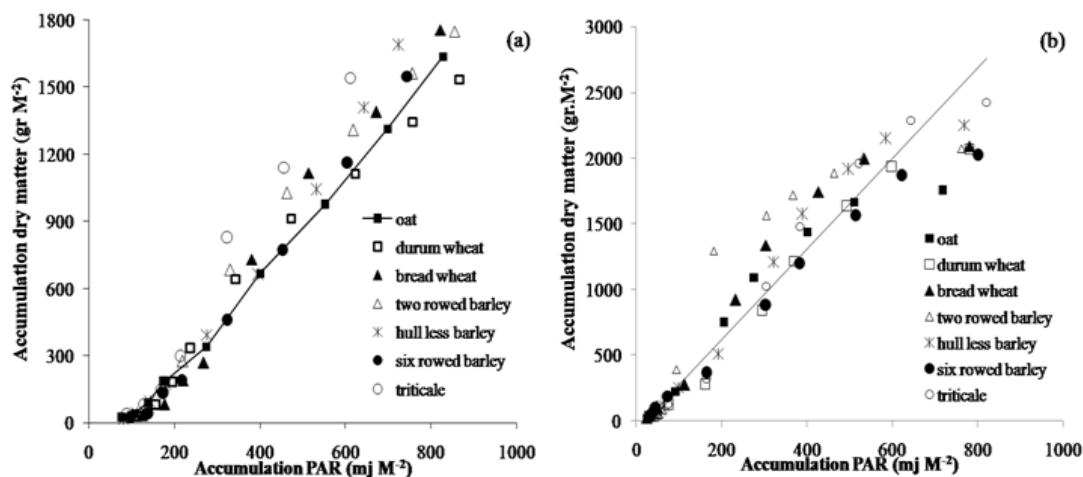 1800
1500
1200
900
600
300
0
Accumulation dry matter (gr M⁻²)
(a)
oat
durum wheat
bread wheat
two rowed barley
hull less barley
six rowed barley
triticale
0 200 400 600 800 1000
Accumulation PAR (mj M⁻²)
3000
2500
2000
1500
1000
500
0
Accumulation dry matter (gr.M⁻²)
(b)
oat
durum wheat
bread wheat
two rowed barley
hull less barley
six rowed barley
triticale
0 200 400 600 800 1000
Accumulation PAR (mj M⁻²)